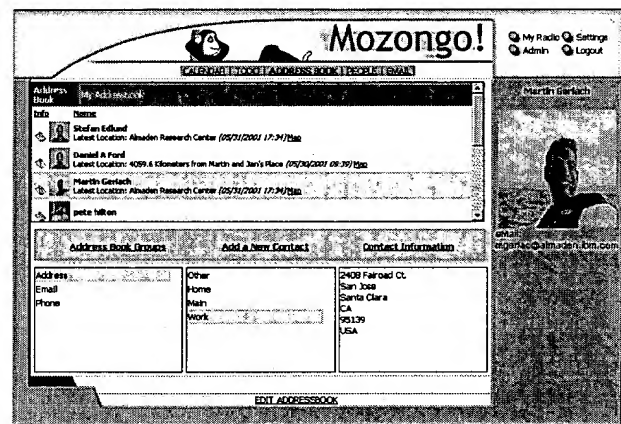 Mozongo!
My Radio Settings
Admin Logout
CALENDAR | TODO | ADDRESS BOOK | PEOPLE | EMAIL
Address Book
My Addressbook
Info Name
Stefan Edlund
Latest Location: Almaden Research Center (05/31/2001 17:34) Map
Daniel A Ford
Latest Location: 4059.6 Kilometers from Martin and Jan's Place (05/30/2001 09:39) Map
Martin Gerlach
Latest Location: Almaden Research Center (05/31/2001 17:34) Map
pete hilton
Address Book Groups Add a New Contact Contact Information
Address
Email
Phone
Other
Home
Main
Work
2408 Fairoad Ct.
San Jose
Santa Clara
CA
95139
USA
EDIT ADDRESSBOOK
Martin Gerlach
email